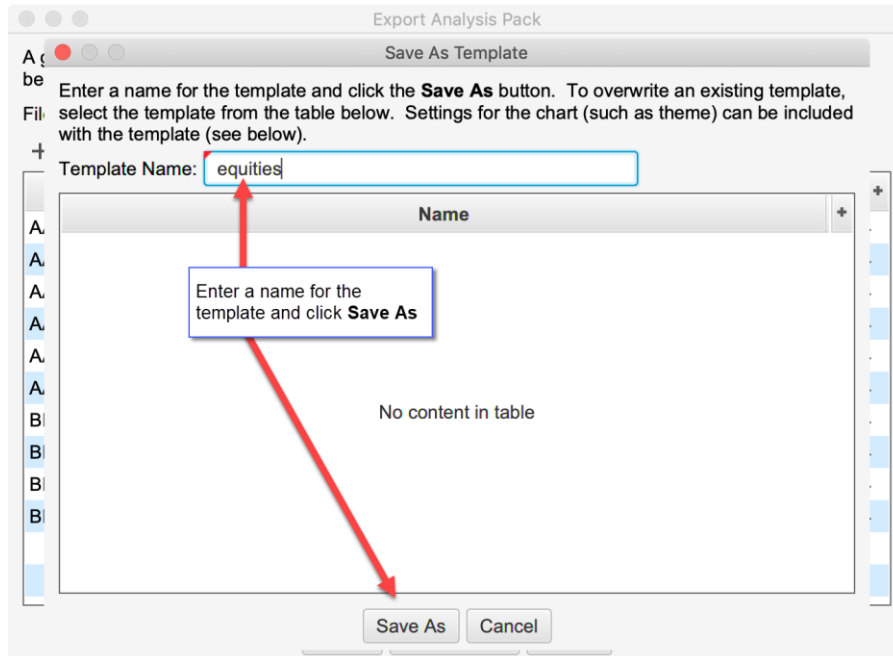 Export Analysis Pack
Save As Template
Enter a name for the template and click the Save As button. To overwrite an existing template,
select the template from the table below. Settings for the chart (such as theme) can be included
with the template (see below).
Template Name: equities
Name
Enter a name for the
template and click Save As
No content in table
Save As
Cancel